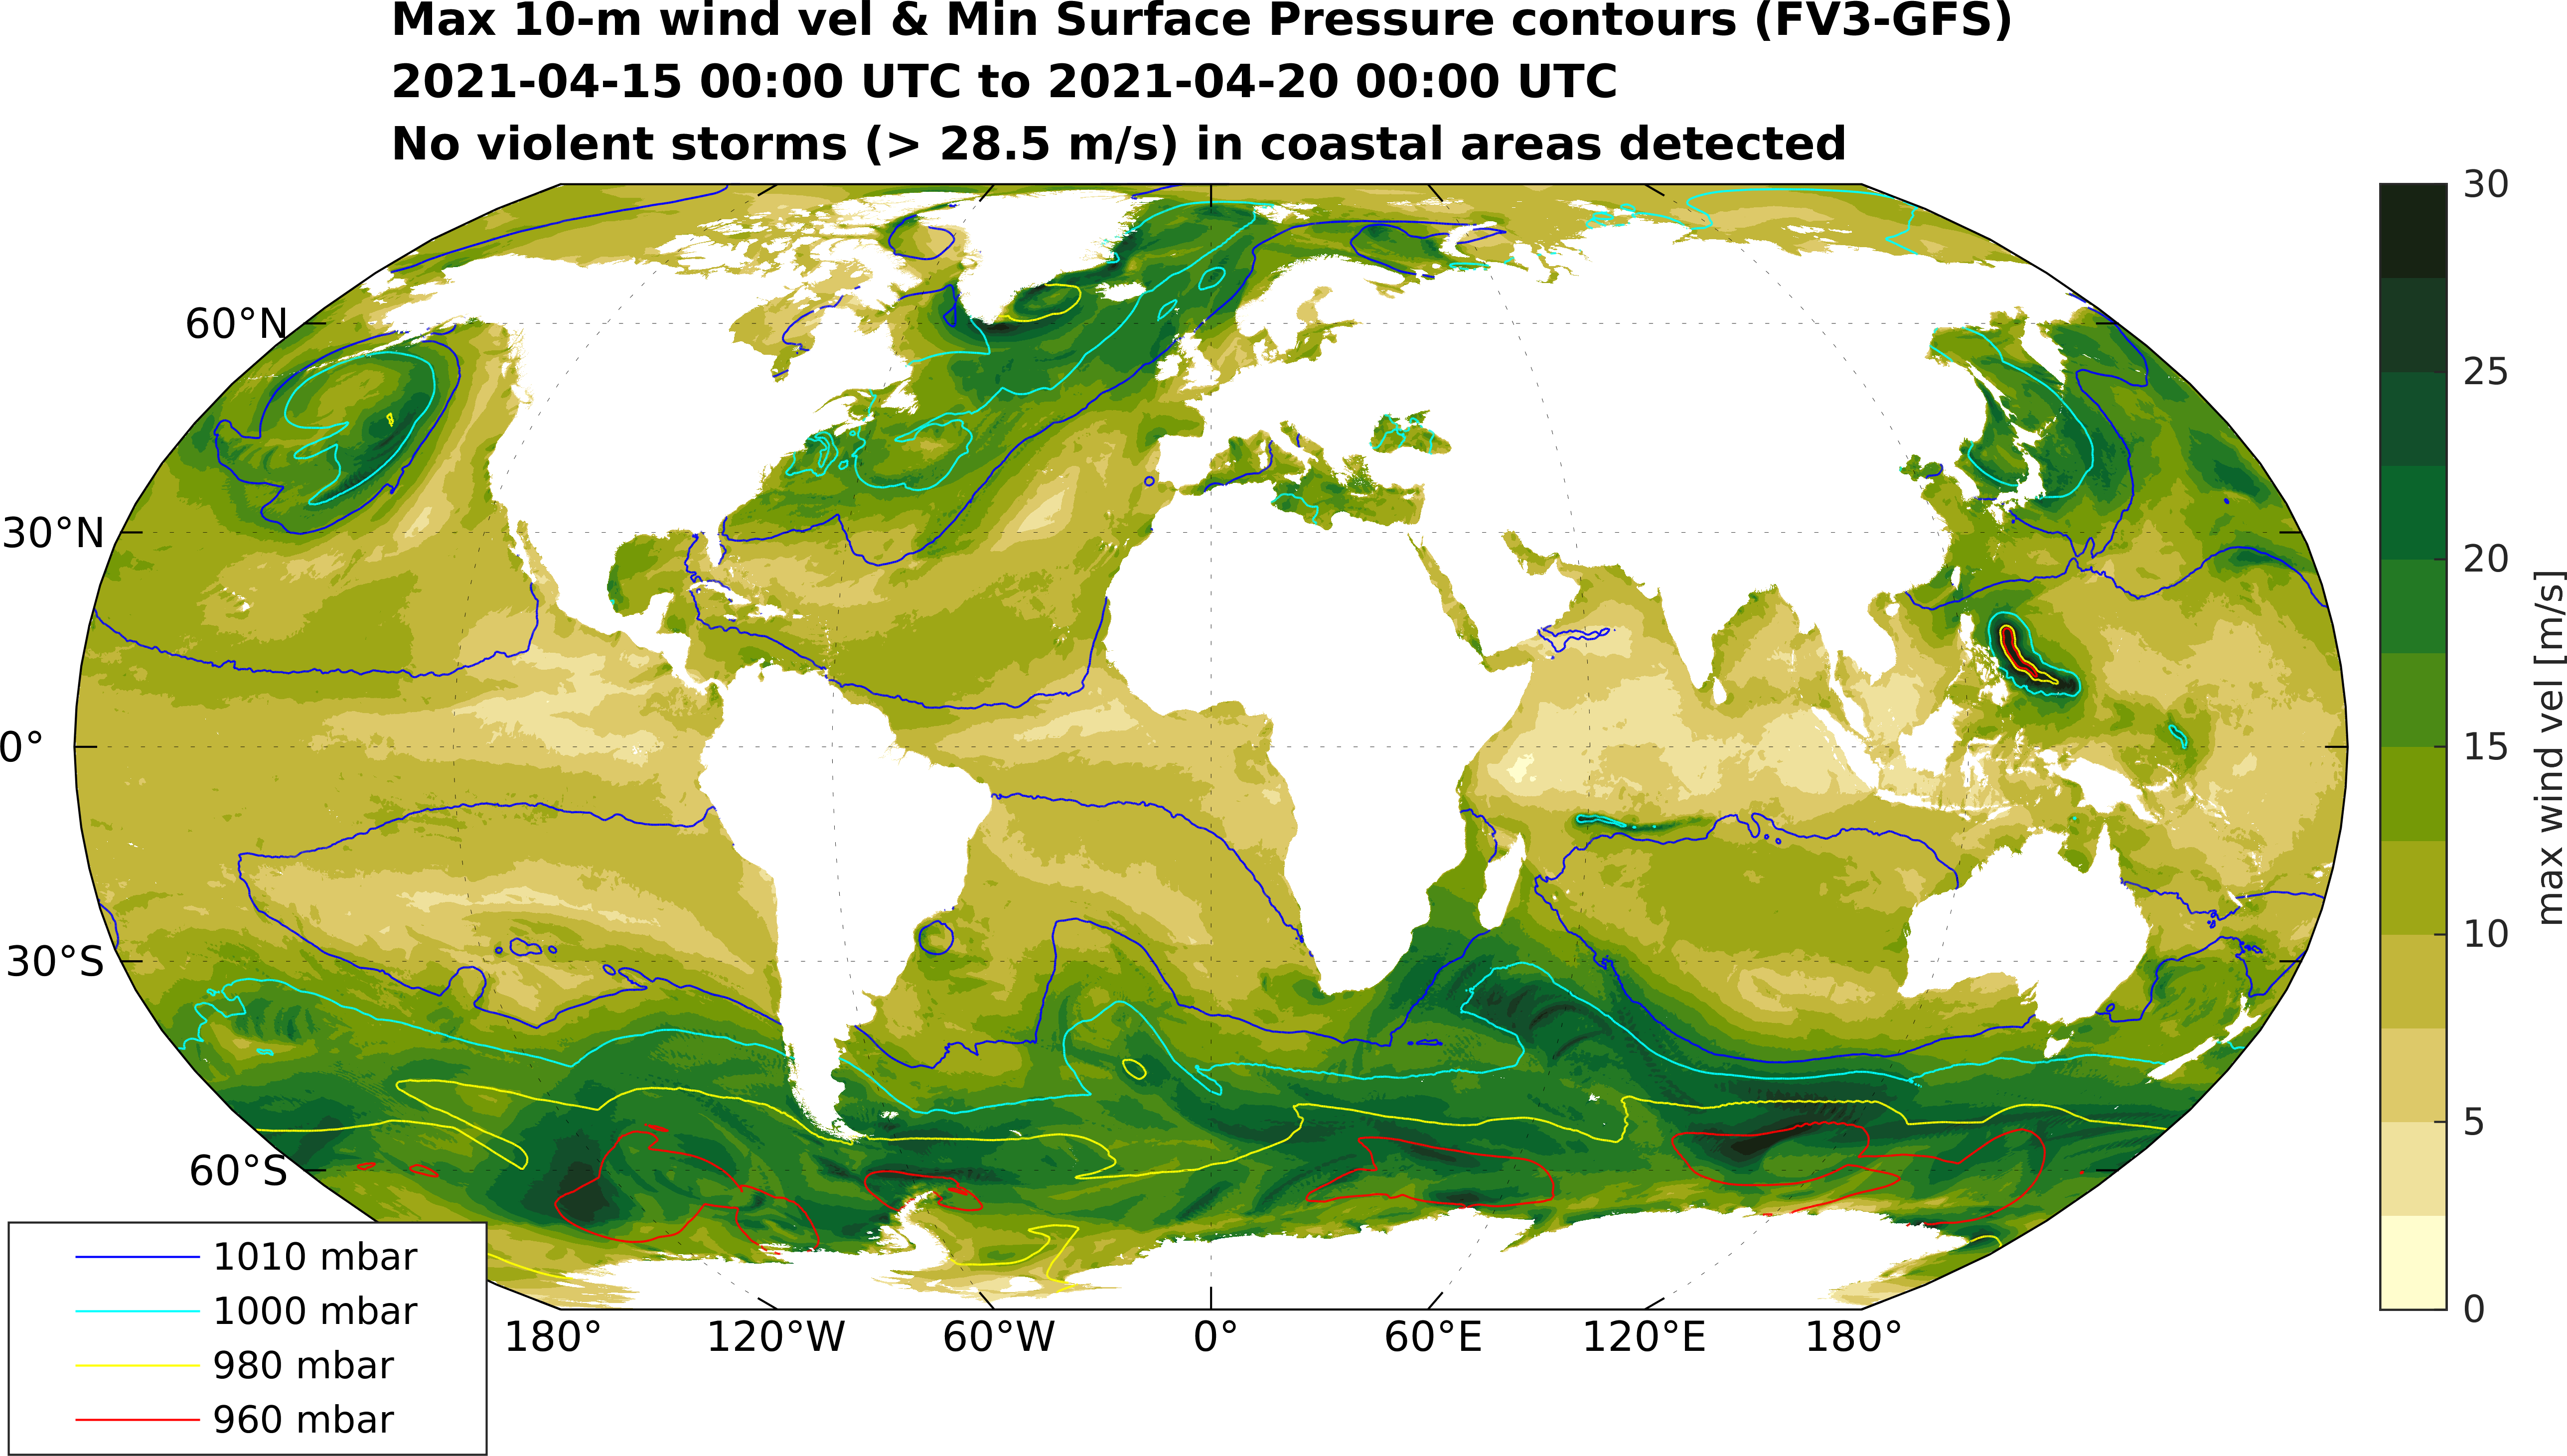 Max 10-m wind vel & Min Surface Pressure contours (FV3-GFS)
2021-04-15 00:00 UTC to 2021-04-20 00:00 UTC
No violent storms (> 28.5 m/s) in coastal areas detected
60°N
30°N
0°
30°S
60°S
180°
120°W
60°W
0°
60°E
120°E
180°
1010 mbar
1000 mbar
980 mbar
960 mbar
30
25
20
15
10
5
0
max wind vel [m/s]